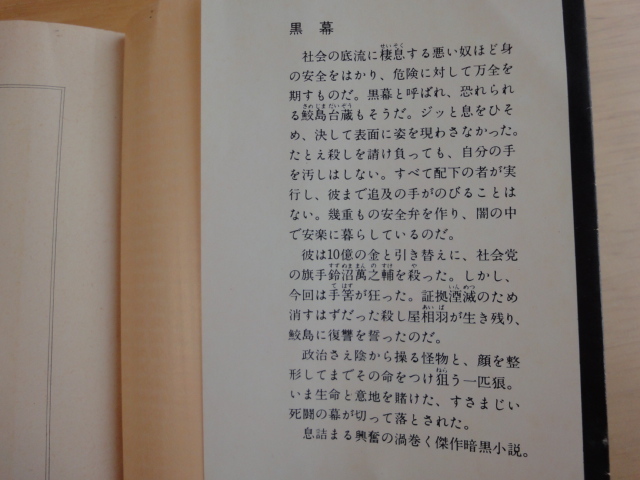 黒幕
社会の底流に棲息する悪い奴ほど身
の安全をはかり、危険に対して万全を
期すものだ。黒幕と呼ばれ、恐れられ
る鮫島台蔵もそうだ。ジッと息をひそ
め、決して表面に姿を現わさなかった。
たとえ殺しを請け負っても、自分の手
を汚しはしない。すべて配下の者が実
行し、彼まで追及の手がのびることは
ない。幾重もの安全弁を作り、闇の中
で安楽に暮らしているのだ。
彼は10億の金と引き替えに、社会党
の旗手鈴沼萬之輔を殺った。しかし、
今回は手筈が狂った。証拠湮滅のため
消すはずだった殺し屋相羽が生き残り、
鮫島に復讐を誓ったのだ。
政治さえ陰から操る怪物と、顔を整
形してまでその命をつけ狙う一匹狼。
いま生命と意地を賭けた、すさまじい
死闘の幕が切って落とされた。
息詰まる興奮の渦巻く傑作暗黒小説。